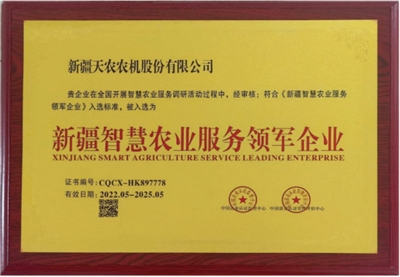 新疆天农农机股份有限公司
贵企业在全国开展智慧农业服务调研活动过程中，经审核：符合《新疆智慧农业服务
领军企业》入选标准，被入选为
新疆智慧农业服务领军企业
XINJIANG SMART AGRICULTURE SERVICE LEADING ENTERPRISE
证书编号：CQCX-HK897778
有效日期：2022.05-2025.05